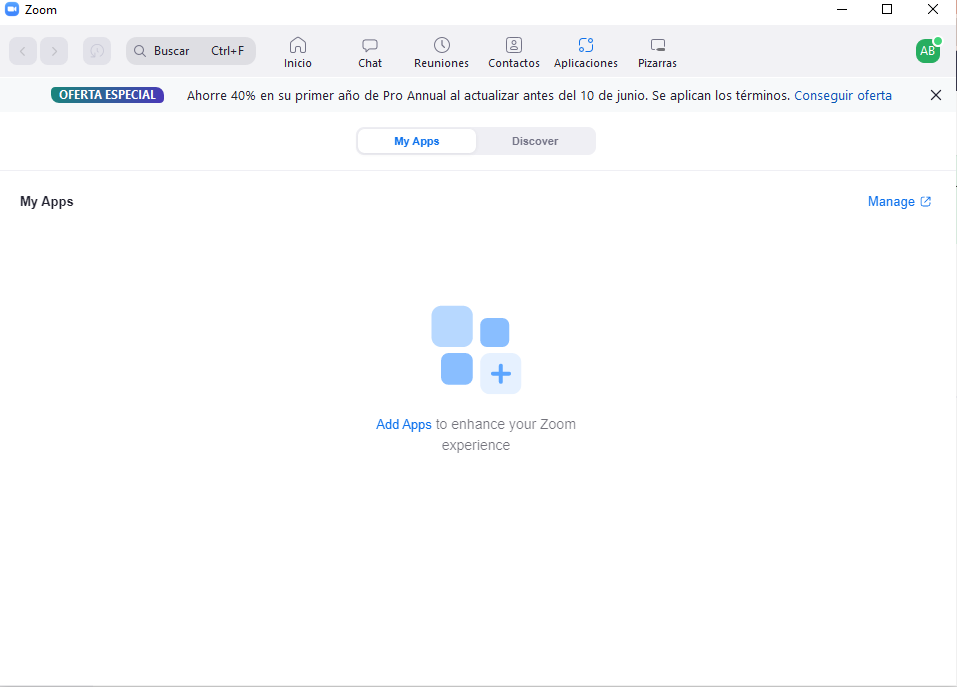 Zoom
Buscar Ctrl+F
Inicio
Chat
Reuniones
Contactos
Aplicaciones
Pizarras
AB
OFERTA ESPECIAL Ahorre 40% en su primer año de Pro Annual al actualizar antes del 10 de junio. Se aplican los términos. Conseguir oferta
My Apps Discover
My Apps Manage
Add Apps to enhance your Zoom
experience